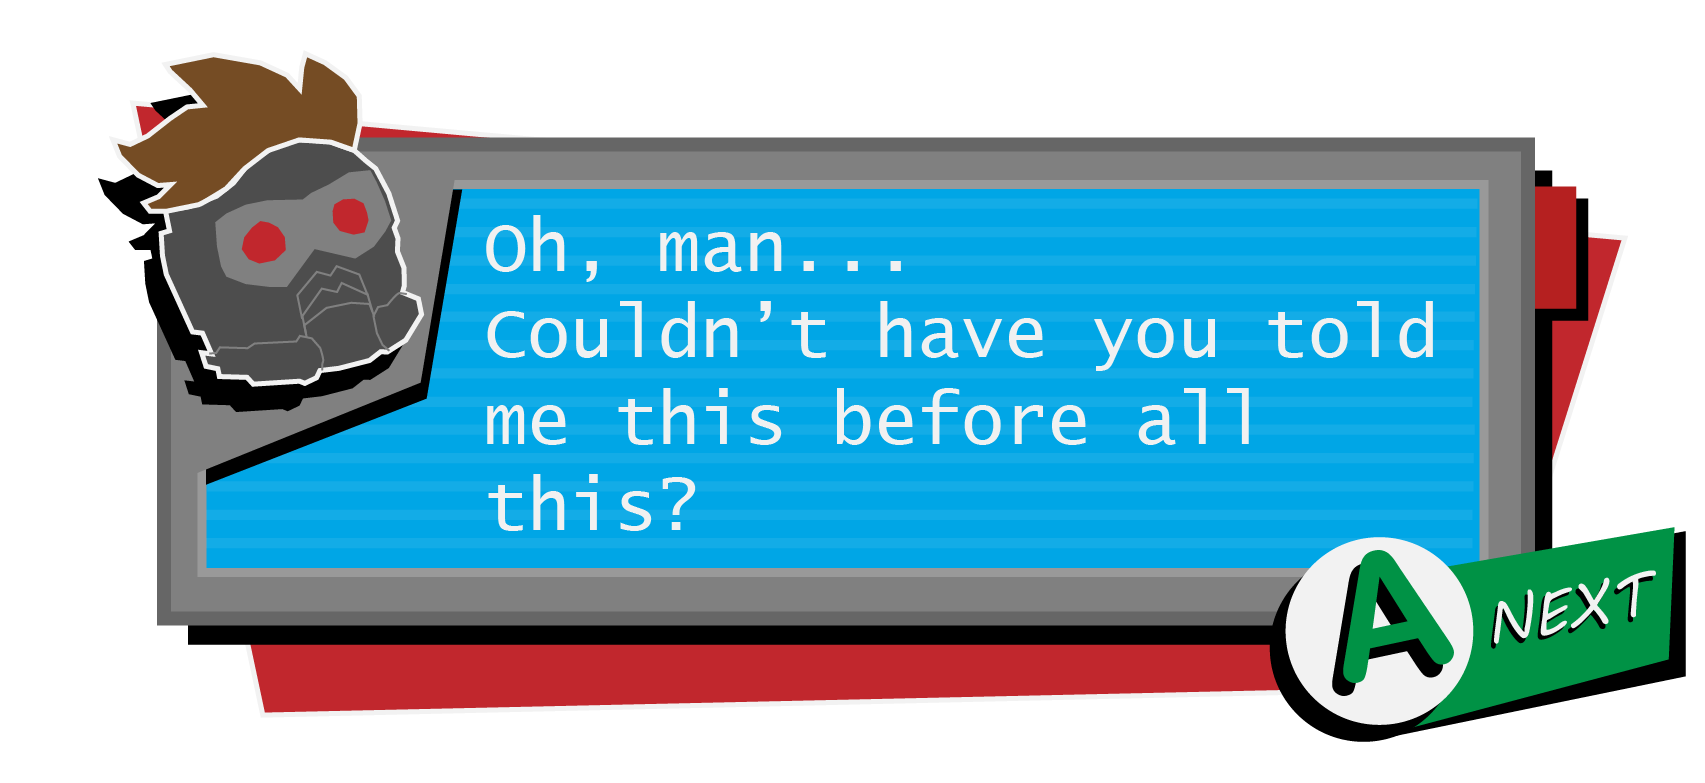 Oh, man...
Couldn’t have you told
me this before all
this?
A NEXT